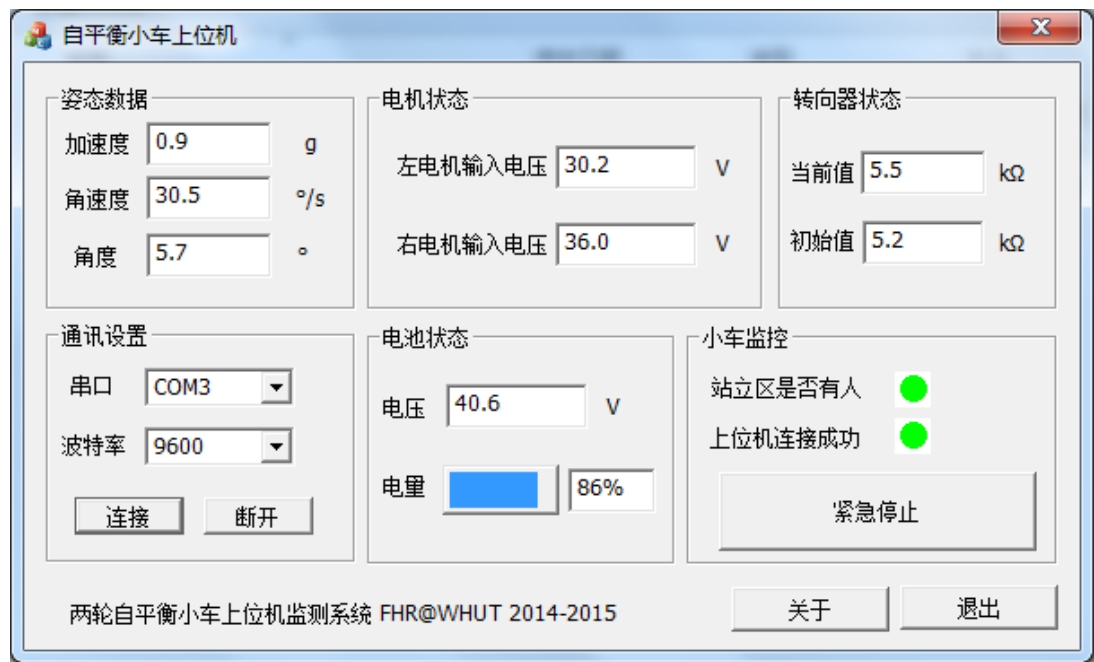 自平衡小车上位机
姿态数据
加速度 0.9 g
角速度 30.5 °/s
角度 5.7 °
电机状态
左电机输入电压 30.2 V
右电机输入电压 36.0 V
转向器状态
当前值 5.5 kΩ
初始值 5.2 kΩ
通讯设置
串口 COM3
波特率 9600
连接 断开
电池状态
电压 40.6 V
电量 86%
小车监控
站立区是否有人
上位机连接成功
紧急停止
两轮自平衡小车上位机监测系统 FHR@WHUT 2014-2015
关于 退出